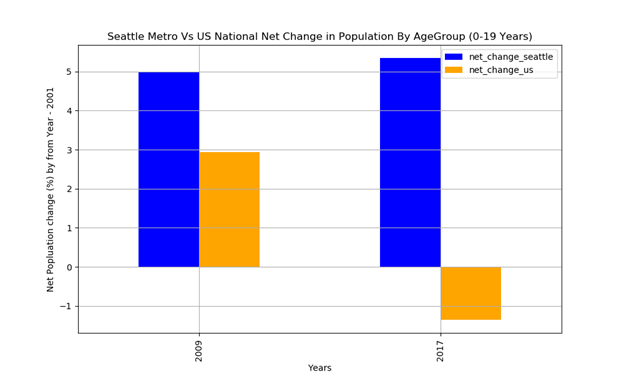 Seattle Metro Vs US National Net Change in Population By AgeGroup (0-19 Years)
net_change_seattle
net_change_us
Net Popluation change (%) by from Year - 2001
5
4
3
2
1
0
−1
2009
2017
Years